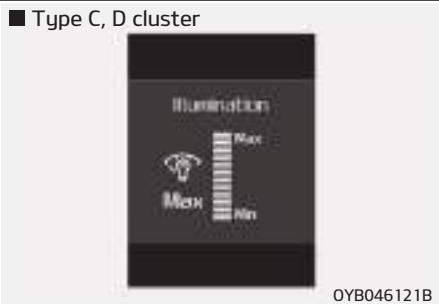 ■ Type C, D cluster
Illumination
Max
Max
Min
OYB046121B